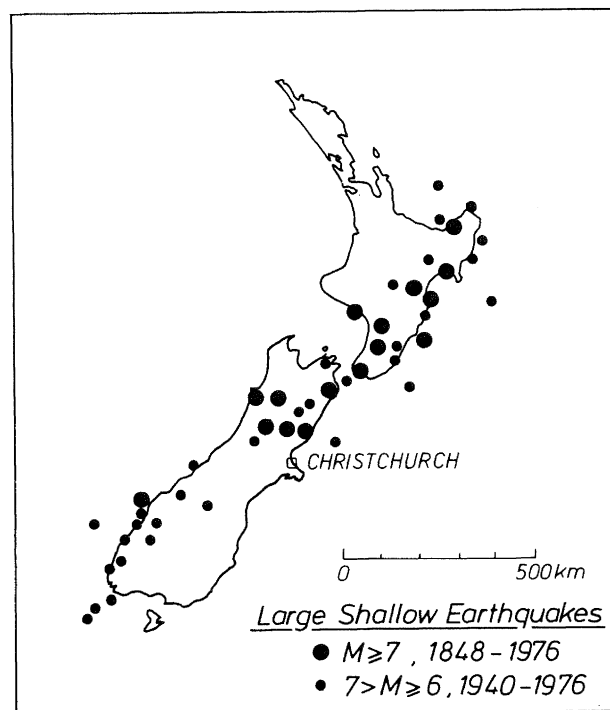 CHRISTCHURCH
0 500km
Large Shallow Earthquakes
M≥7, 1848-1976
7>M≥6, 1940-1976